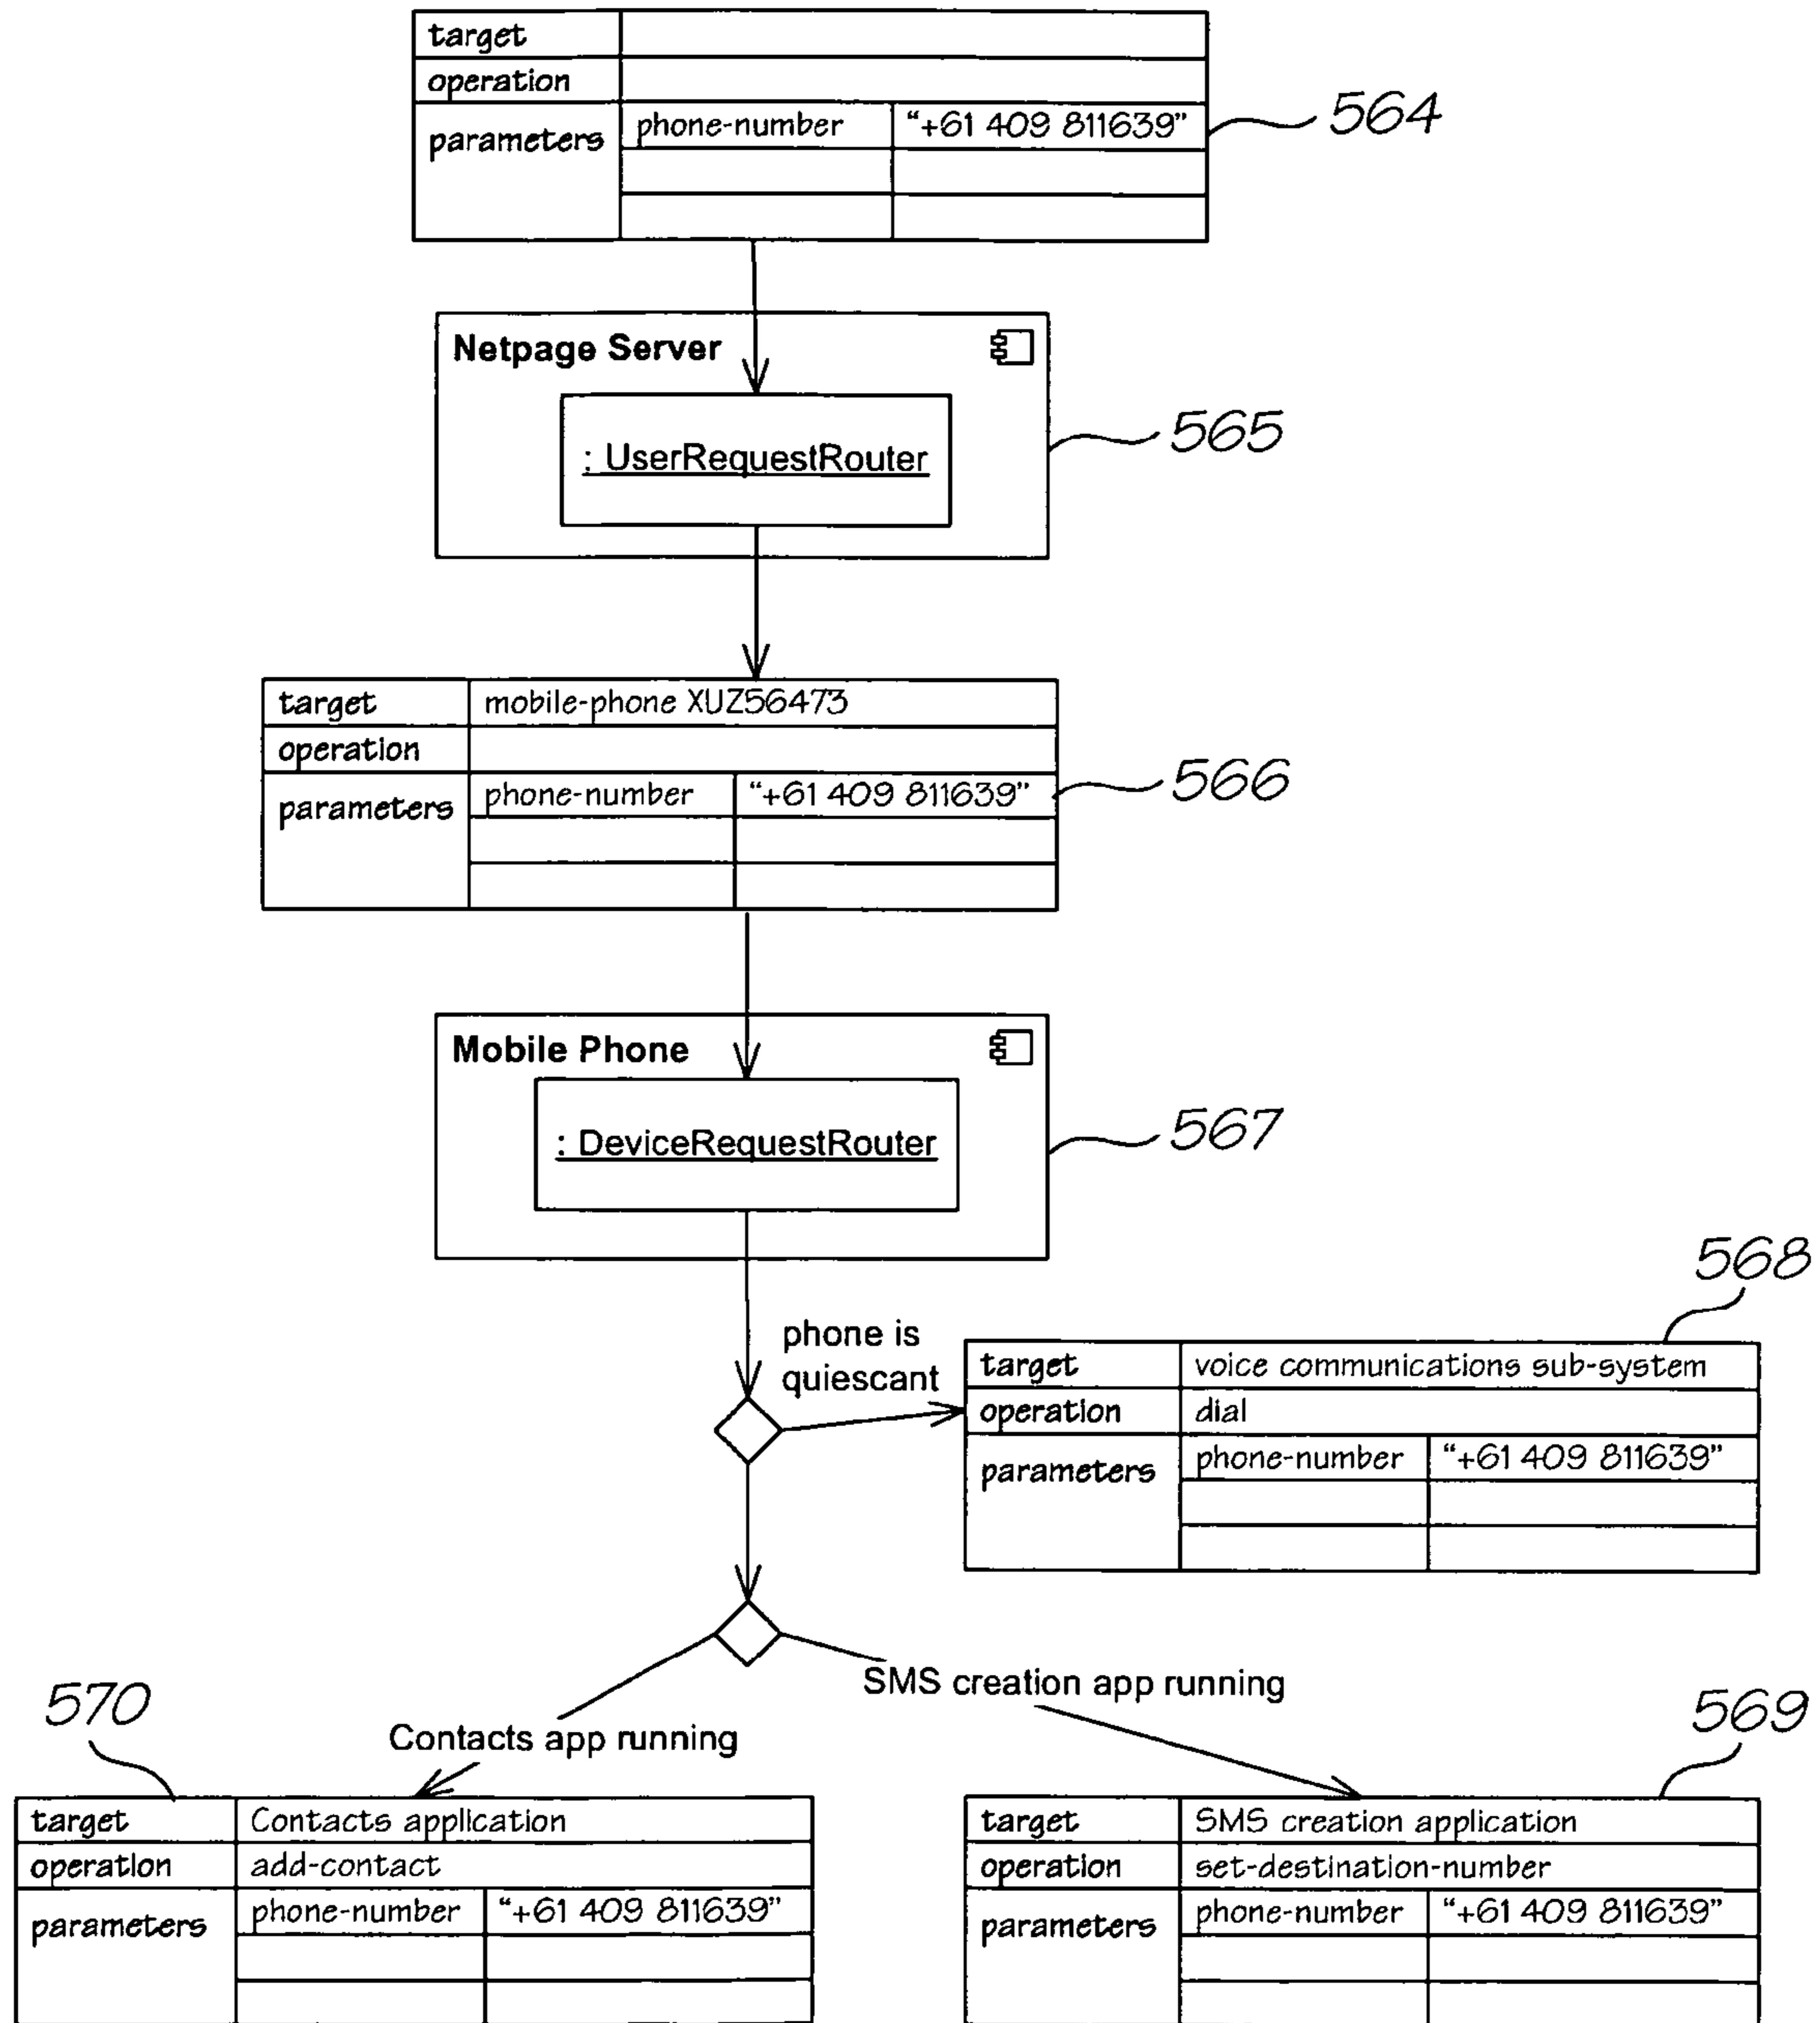 target
operation
parameters phone-number "+61 409 811639"
564
Netpage Server
: UserRequestRouter
565
target mobile-phone XUZ56473
operation
parameters phone-number "+61 409 811639"
566
Mobile Phone
: DeviceRequestRouter
567
phone is
quiescant
568
target voice communications sub-system
operation dial
parameters phone-number "+61 409 811639"
SMS creation app running
Contacts app running
570
target Contacts application
operation add-contact
parameters phone-number "+61 409 811639"
569
target SMS creation application
operation set-destination-number
parameters phone-number "+61 409 811639"